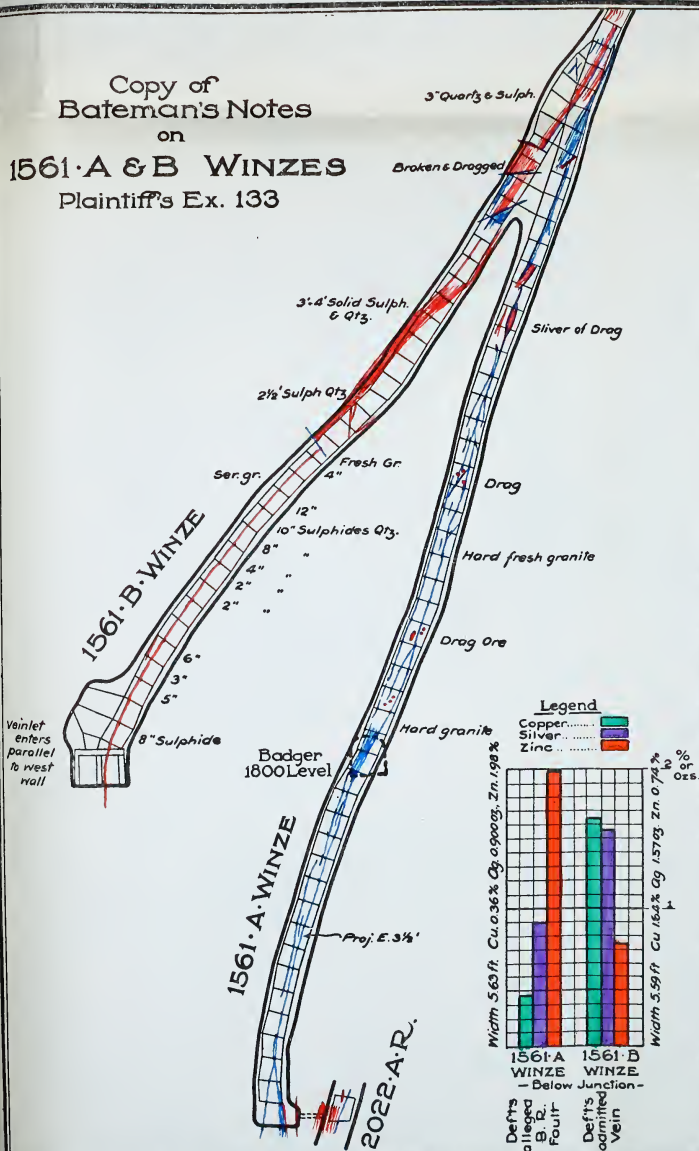 Copy of
Bateman's Notes
on
1561·A & B WINZES
Plaintiff's Ex. 133
3" Quartz & Sulph.
Broken & Dragged
3'-4' Solid Sulph.
& Qtz.
Sliver of Drag
2½' Sulph Qtz
Fresh Gr.
Ser. gr.
4"
Drag
12"
10" Sulphides Qtz.
8" "
4" "
2" "
2" "
Hard fresh granite
1561·B·WINZE
Drag Ore
6"
3"
5"
Veinlet
enters
parallel
to west
wall
8" Sulphide
Hard granite
Badger
1800 Level
1561·A·WINZE
Proj. E. 3½'
2022·A·R.
Legend
Copper
Silver
Zinc
2
% or Ozs.
1
Width 5.63 ft. Cu. 0.36% Ag. 0.900z., Zn. 1.98%
Width 5.59 ft Cu 1.64% Ag 1.57 oz. Zn. 0.74%
1561·A
WINZE
1561·B
WINZE
- Below Junction -
Deft's
alleged
B. R.
Fault
Deft's
admitted
Vein